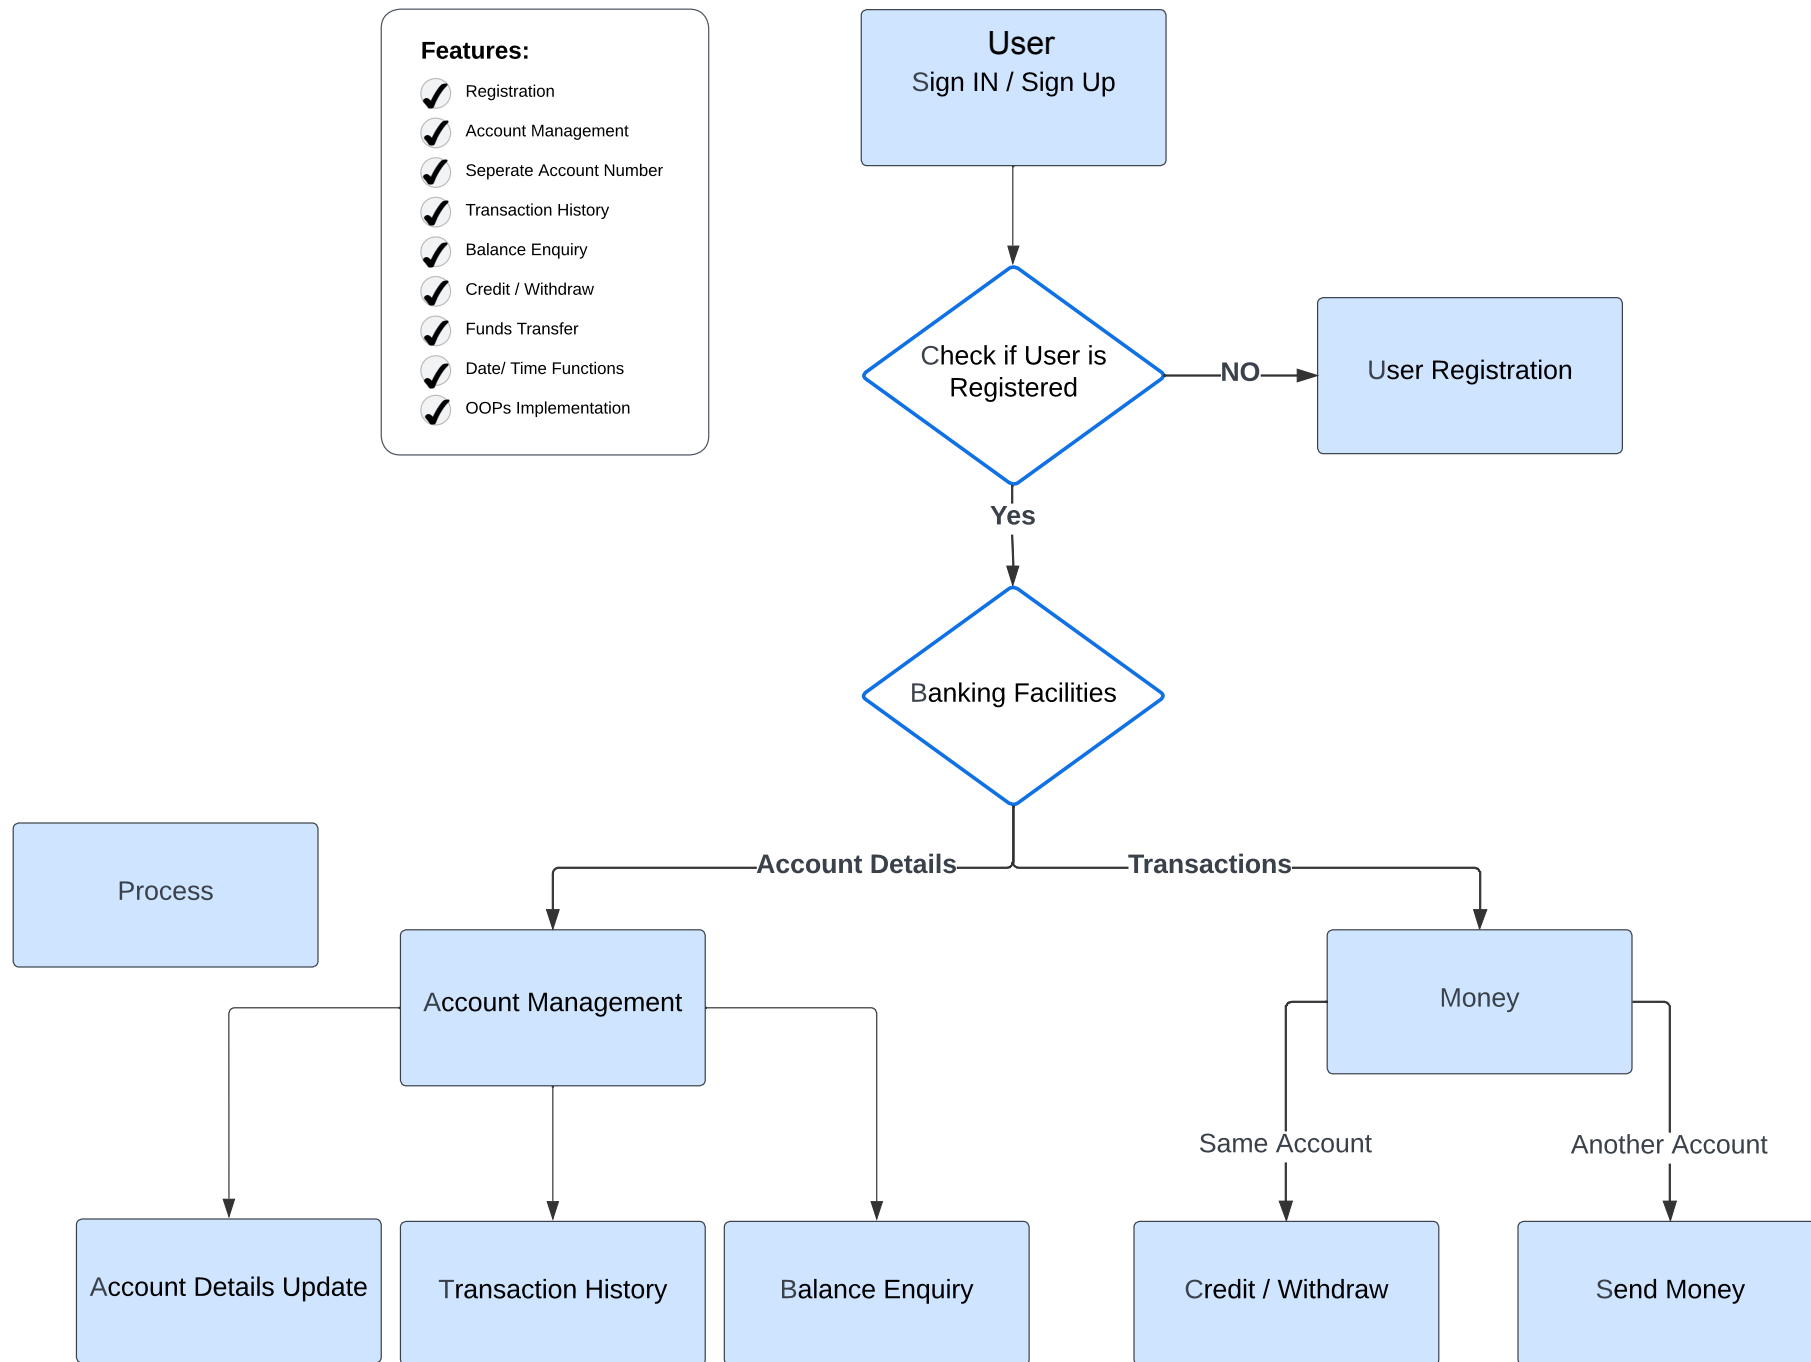 Features:
Registration
Account Management
Seperate Account Number
Transaction History
Balance Enquiry
Credit / Withdraw
Funds Transfer
Date/ Time Functions
OOPs Implementation
User
Sign IN / Sign Up
Check if User is
Registered
NO
User Registration
Yes
Banking Facilities
Account Details
Transactions
Process
Account Management
Money
Same Account
Another Account
Account Details Update
Transaction History
Balance Enquiry
Credit / Withdraw
Send Money